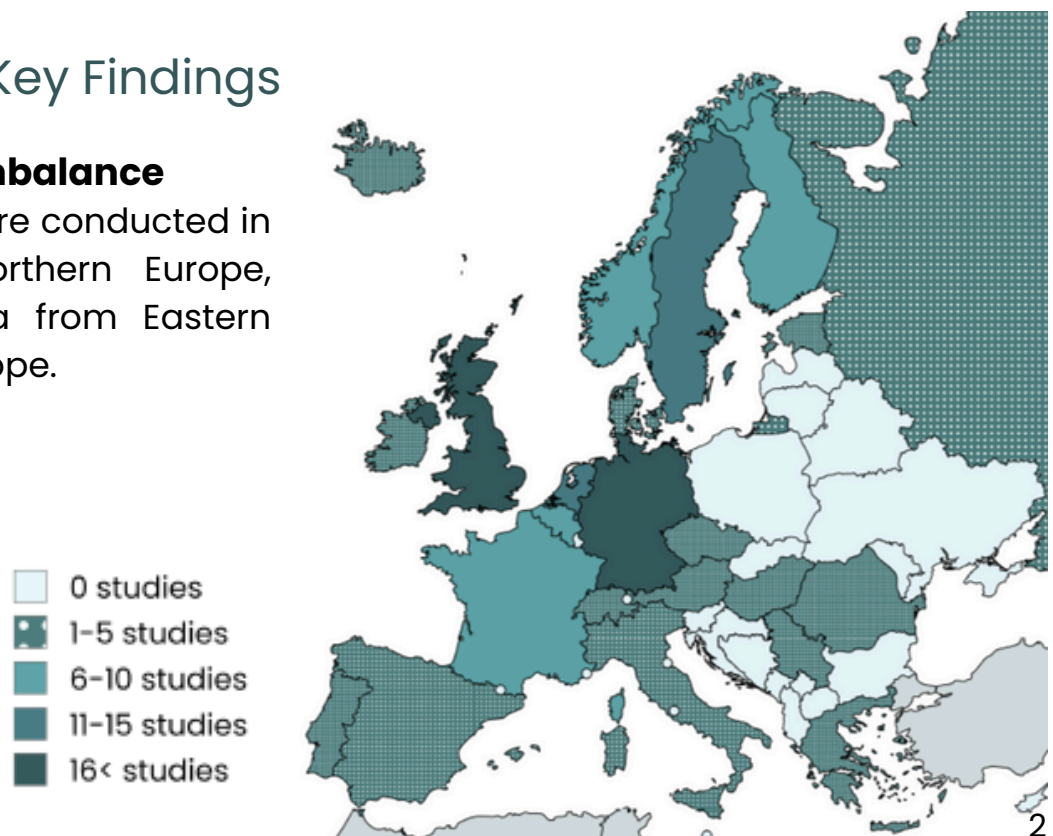 Key Findings
nbalance
re conducted in
orthern Europe,
a from Eastern
ope.
0 studies
1-5 studies
6-10 studies
11-15 studies
16< studies
2